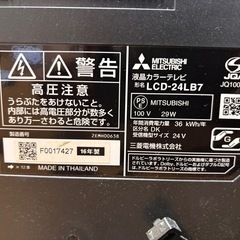 警告
高圧注意
うらぶたをあけないこと。
内部には高電圧部分が数多く
あり、万一さわると危険です。
製造番号
2EMH00638
F0017427 16年製
MADE IN THAILAND
MITSUBISHI
ELECTRIC
液晶カラーテレビ
形名 LCD-24LB7
PS
E
MITSUBISHI
100 V 29W
JQA
JQ100
年間消費電力量 36 kWh/年
区分名 DK
受信機型サイズ 24 V
三菱電機株式会社